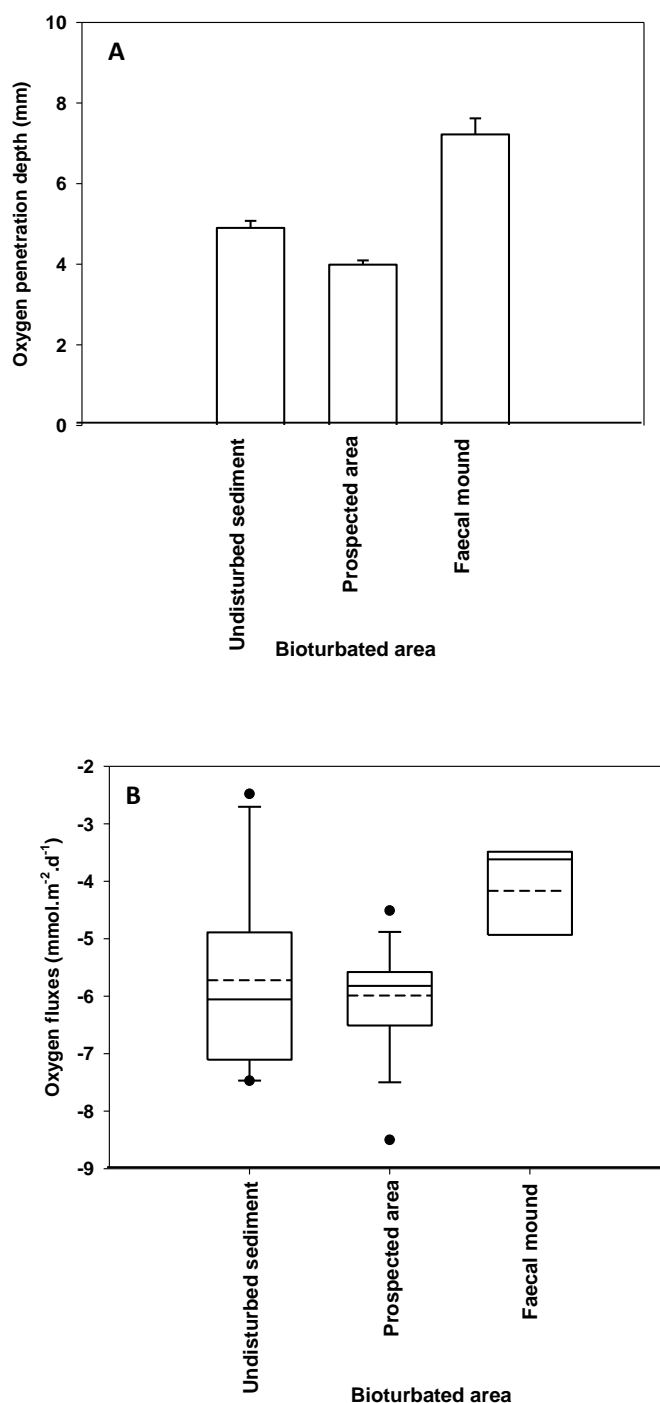 A
10
8
6
4
2
0
Oxygen penetration depth (mm)
Undisturbed sediment
Prospected area
Faecal mound
Bioturbated area
B
-2
-3
-4
-5
-6
-7
-8
-9
Oxygen fluxes (mmol.m⁻².d⁻¹)
Undisturbed sediment
Prospected area
Faecal mound
Bioturbated area